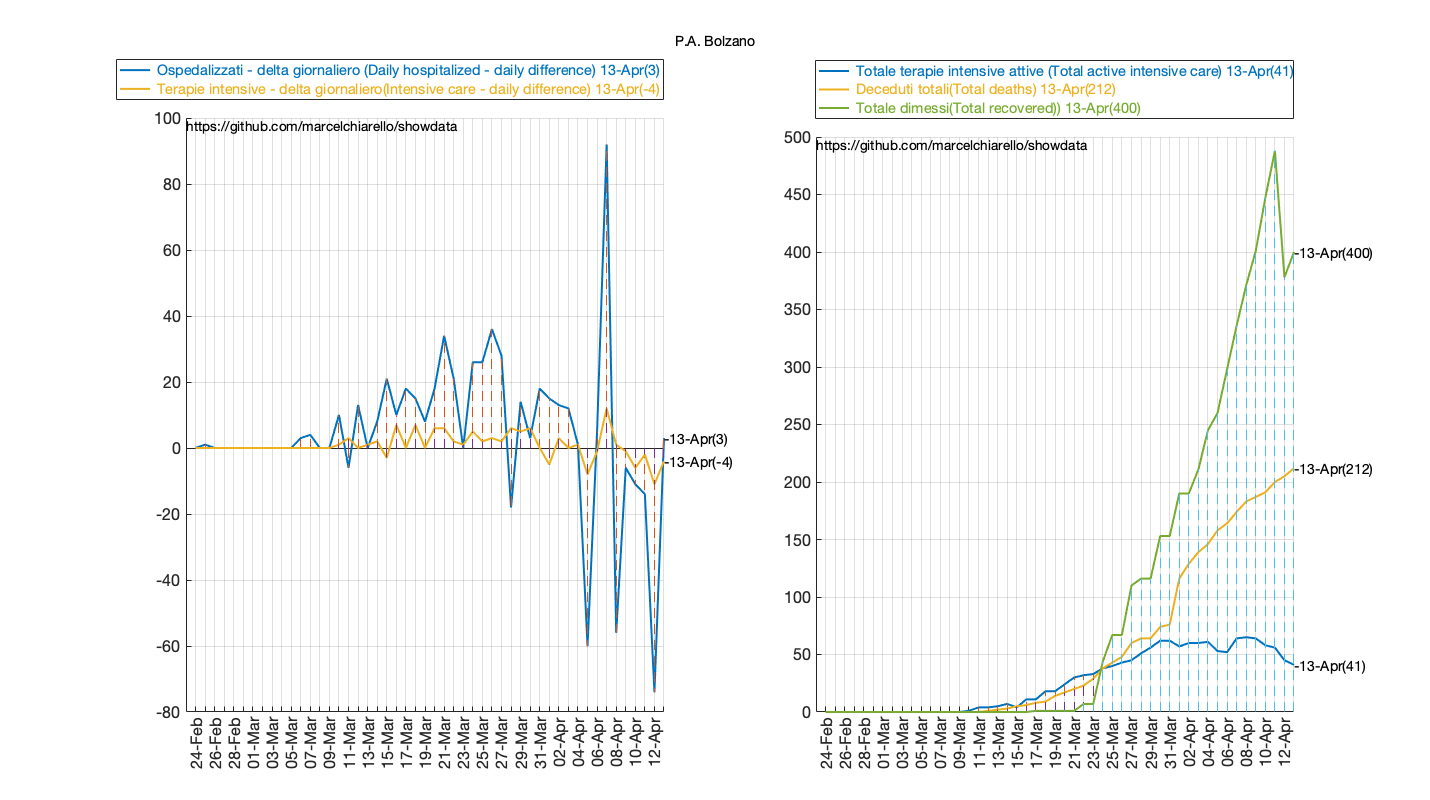 P.A. Bolzano
Ospedalizzati - delta giornaliero (Daily hospitalized - daily difference) 13-Apr(3)
Terapie intensive - delta giornaliero(Intensive care - daily difference) 13-Apr(-4)
https://github.com/marcelchiarello/showdata
100
80
60
40
20
0
-20
-40
-60
-80
13-Apr(3)
13-Apr(-4)
24-Feb
26-Feb
28-Feb
01-Mar
03-Mar
05-Mar
07-Mar
09-Mar
11-Mar
13-Mar
15-Mar
17-Mar
19-Mar
21-Mar
23-Mar
25-Mar
27-Mar
29-Mar
31-Mar
02-Apr
04-Apr
06-Apr
08-Apr
10-Apr
12-Apr
Totale terapie intensive attive (Total active intensive care) 13-Apr(41)
Deceduti totali(Total deaths) 13-Apr(212)
Totale dimessi(Total recovered)) 13-Apr(400)
https://github.com/marcelchiarello/showdata
500
450
400
350
300
250
200
150
100
50
0
13-Apr(400)
13-Apr(212)
13-Apr(41)
24-Feb
26-Feb
28-Feb
01-Mar
03-Mar
05-Mar
07-Mar
09-Mar
11-Mar
13-Mar
15-Mar
17-Mar
19-Mar
21-Mar
23-Mar
25-Mar
27-Mar
29-Mar
31-Mar
02-Apr
04-Apr
06-Apr
08-Apr
10-Apr
12-Apr